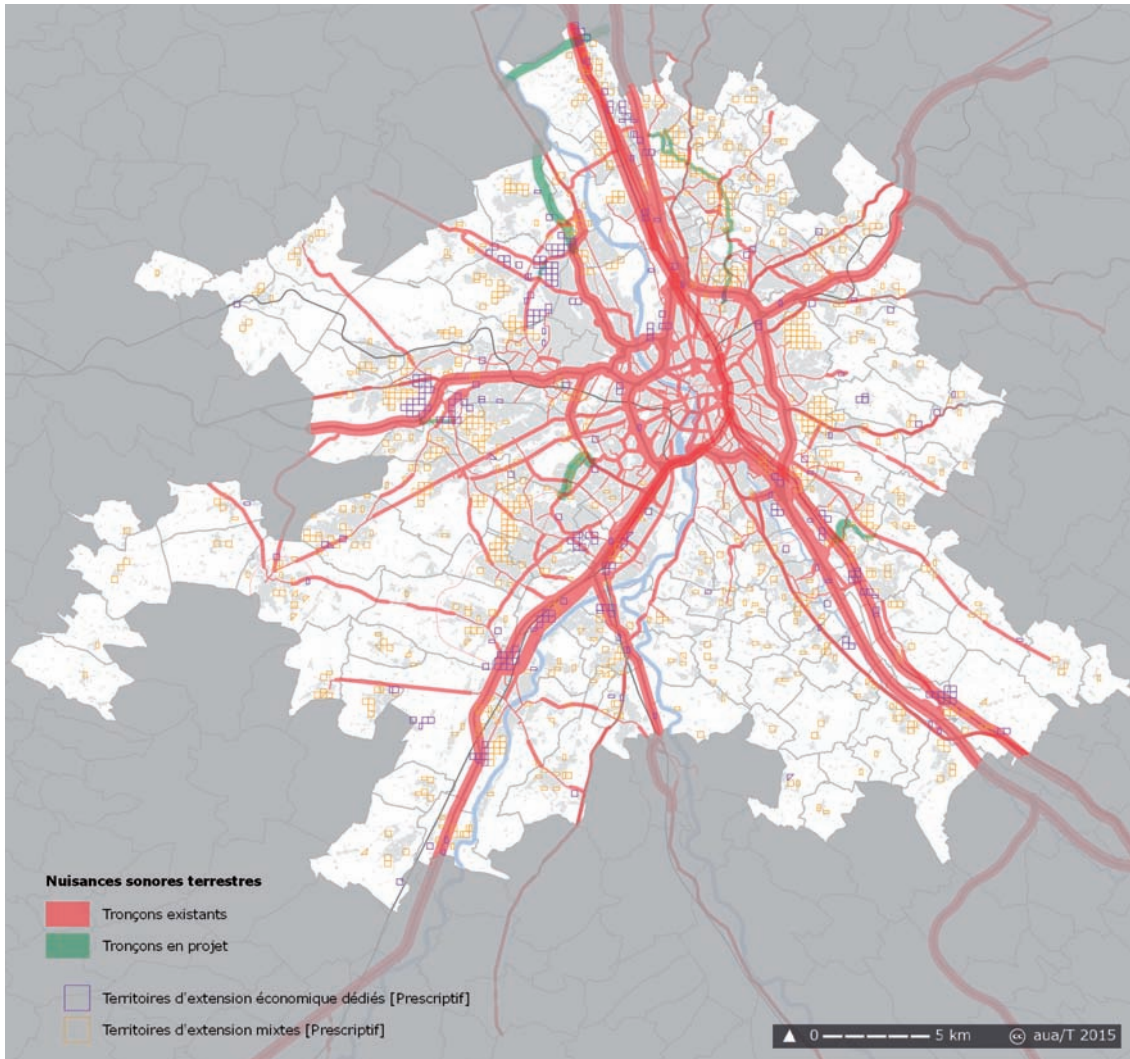 Nuisances sonores terrestres
Tronçons existants
Tronçons en projet
Territoires d'extension économique dédiés [Prescriptif]
Territoires d'extension mixtes [Prescriptif]
0 5 km cc aua/T 2015